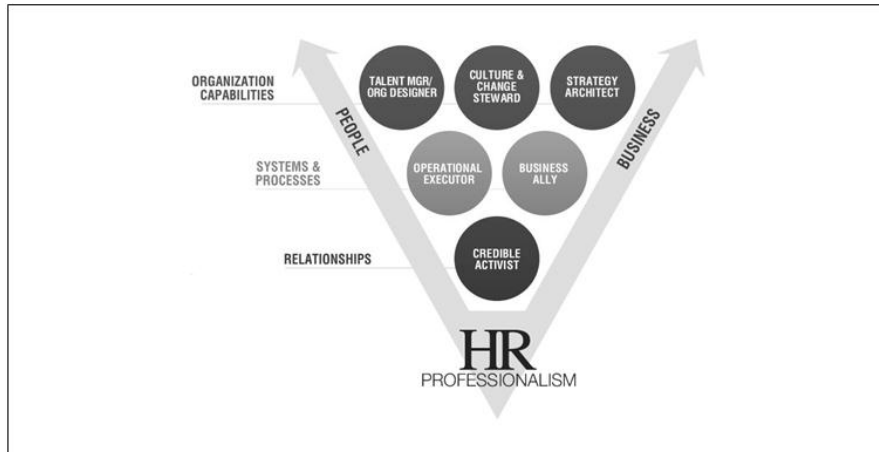 ORGANIZATION
CAPABILITIES
TALENT MGR/
ORG DESIGNER
CULTURE &
CHANGE
STEWARD
STRATEGY
ARCHITECT
PEOPLE
BUSINESS
SYSTEMS &
PROCESSES
OPERATIONAL
EXECUTOR
BUSINESS
ALLY
RELATIONSHIPS
CREDIBLE
ACTIVIST
HR
PROFESSIONALISM